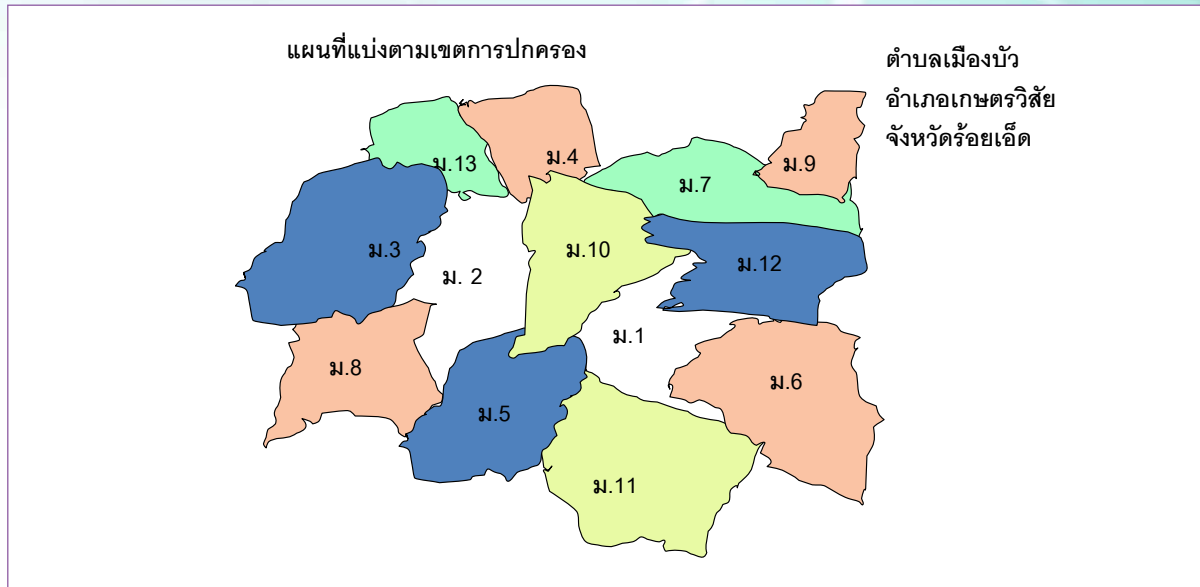 แผนที่แบ่งตามเขตการปกครอง
ตำบลเมืองบัว
อำเภอเกษตรวิสัย
จังหวัดร้อยเอ็ด
ม.13
ม.4
ม.9
ม.7
ม.3
ม. 2
ม.10
ม.12
ม.1
ม.8
ม.6
ม.5
ม.11